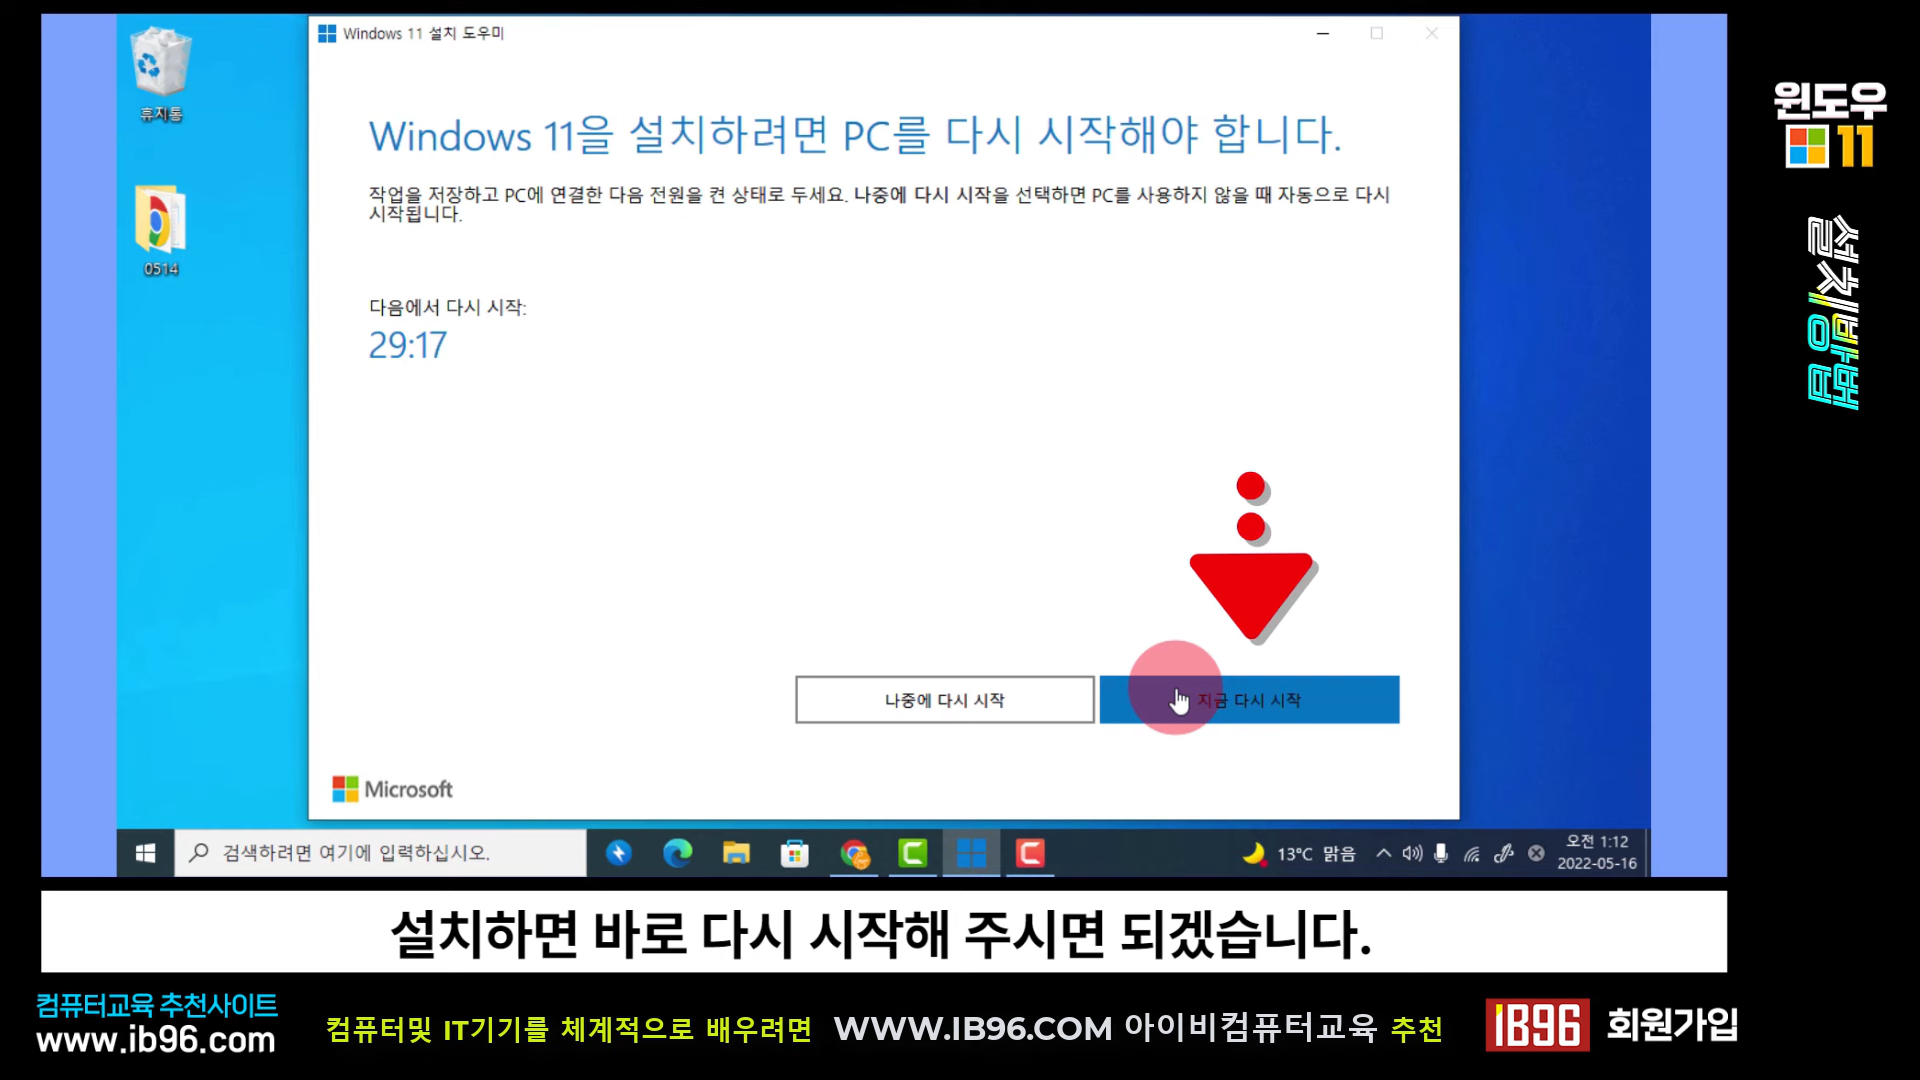 휴지통
0514
Windows 11 설치 도우미
Windows 11을 설치하려면 PC를 다시 시작해야 합니다.
작업을 저장하고 PC에 연결한 다음 전원을 켠 상태로 두세요. 나중에 다시 시작을 선택하면 PC를 사용하지 않을 때 자동으로 다시
시작됩니다.
다음에서 다시 시작:
29:17
나중에 다시 시작
지금 다시 시작
Microsoft
검색하려면 여기에 입력하십시오.
13°C 맑음
오전 1:12
2022-05-16
윈도우
11
설치방법
설치하면 바로 다시 시작해 주시면 되겠습니다.
컴퓨터교육 추천사이트
www.ib96.com
컴퓨터및 IT기기를 체계적으로 배우려면 WWW.IB96.COM 아이비컴퓨터교육 추천
IB96 회원가입